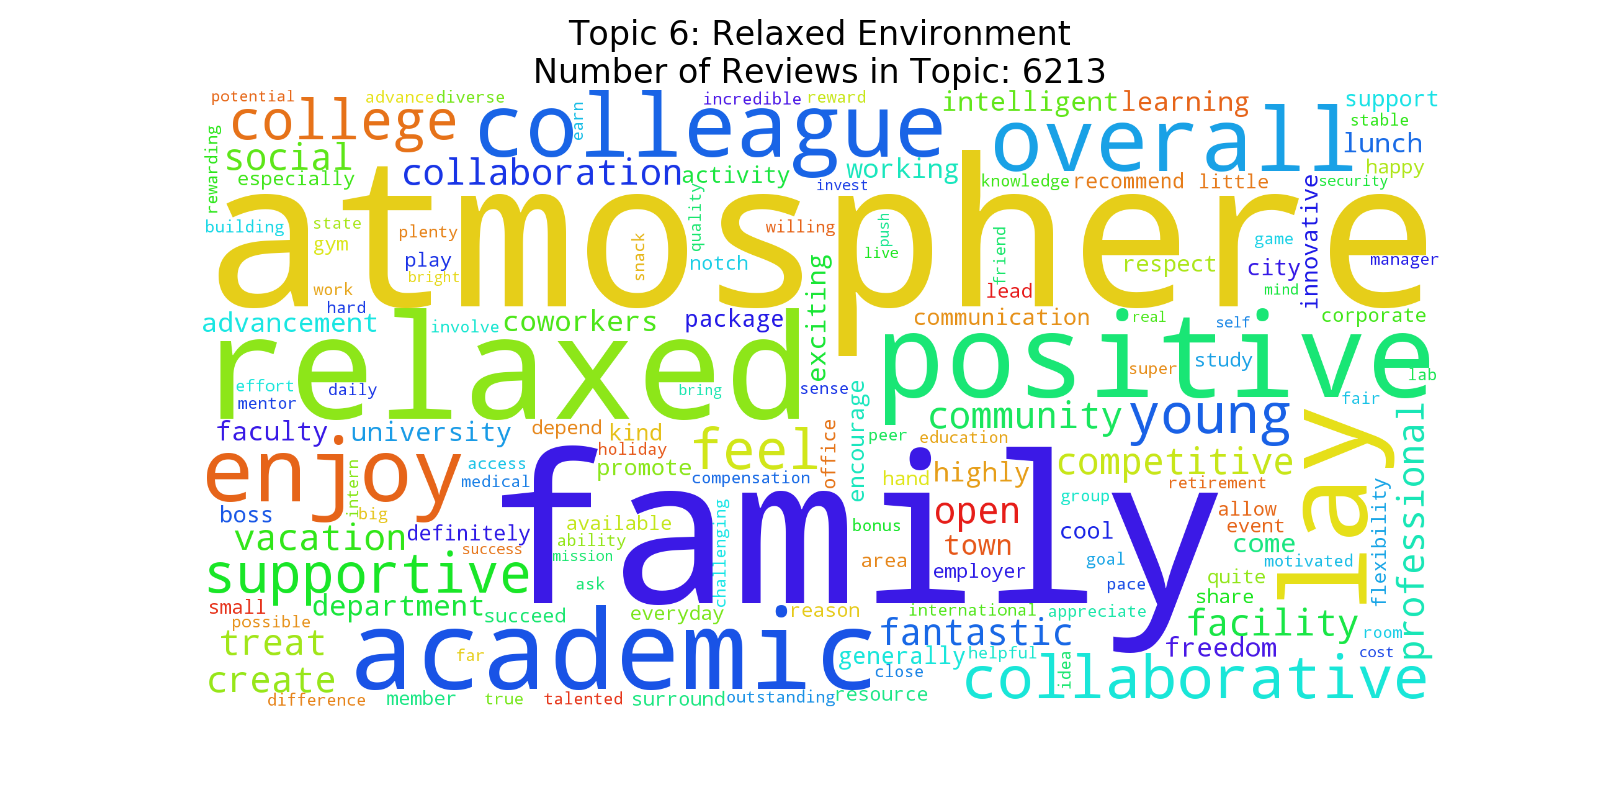 Topic 6: Relaxed Environment
Number of Reviews in Topic: 6213
potential
advance
diverse
college
colleague
earn
incredible
reward
intelligent
learning
overall
support
stable
lunch
rewarding
social
especially
collaboration
activity
working
invest
knowledge
recommend
little
happy
security
atmosphere
building
state
gym
plenty
play
bright
snack
quality
notch
willing
push
live
friend
lead
respect
game
city
mind
innovative
manager
work
hard
advancement
involve
coworkers
package
exciting
communication
real
self
corporate
relaxed
positive
effort
mentor
daily
bring
sense
super
study
lab
fair
community
young
faculty
university
depend
kind
holiday
promote
feel
office
encourage
peer
education
highly
hand
competitive
retirement
lay
professional
enjoy
access
medical
intern
big
boss
compensation
family
open
group
allow
event
flexibility
vacation
definitely
available
ability
mission
success
challenging
bonus
town
cool
come
area
employer
goal
motivated
supportive
ask
pace
quite
share
small
possible
department
succeed
everyday
reason
international
appreciate
treat
academic
fantastic
facility
freedom
room
cost
far
generally
helpful
idea
close
create
collaborative
difference
member
true
talented
surround
outstanding
resource